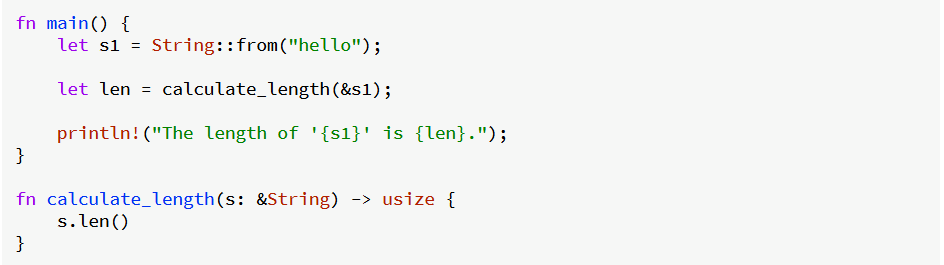 fn main() {
    let s1 = String::from("hello");

    let len = calculate_length(&s1);

    println!("The length of '{s1}' is {len}.");
}

fn calculate_length(s: &String) -> usize {
    s.len()
}